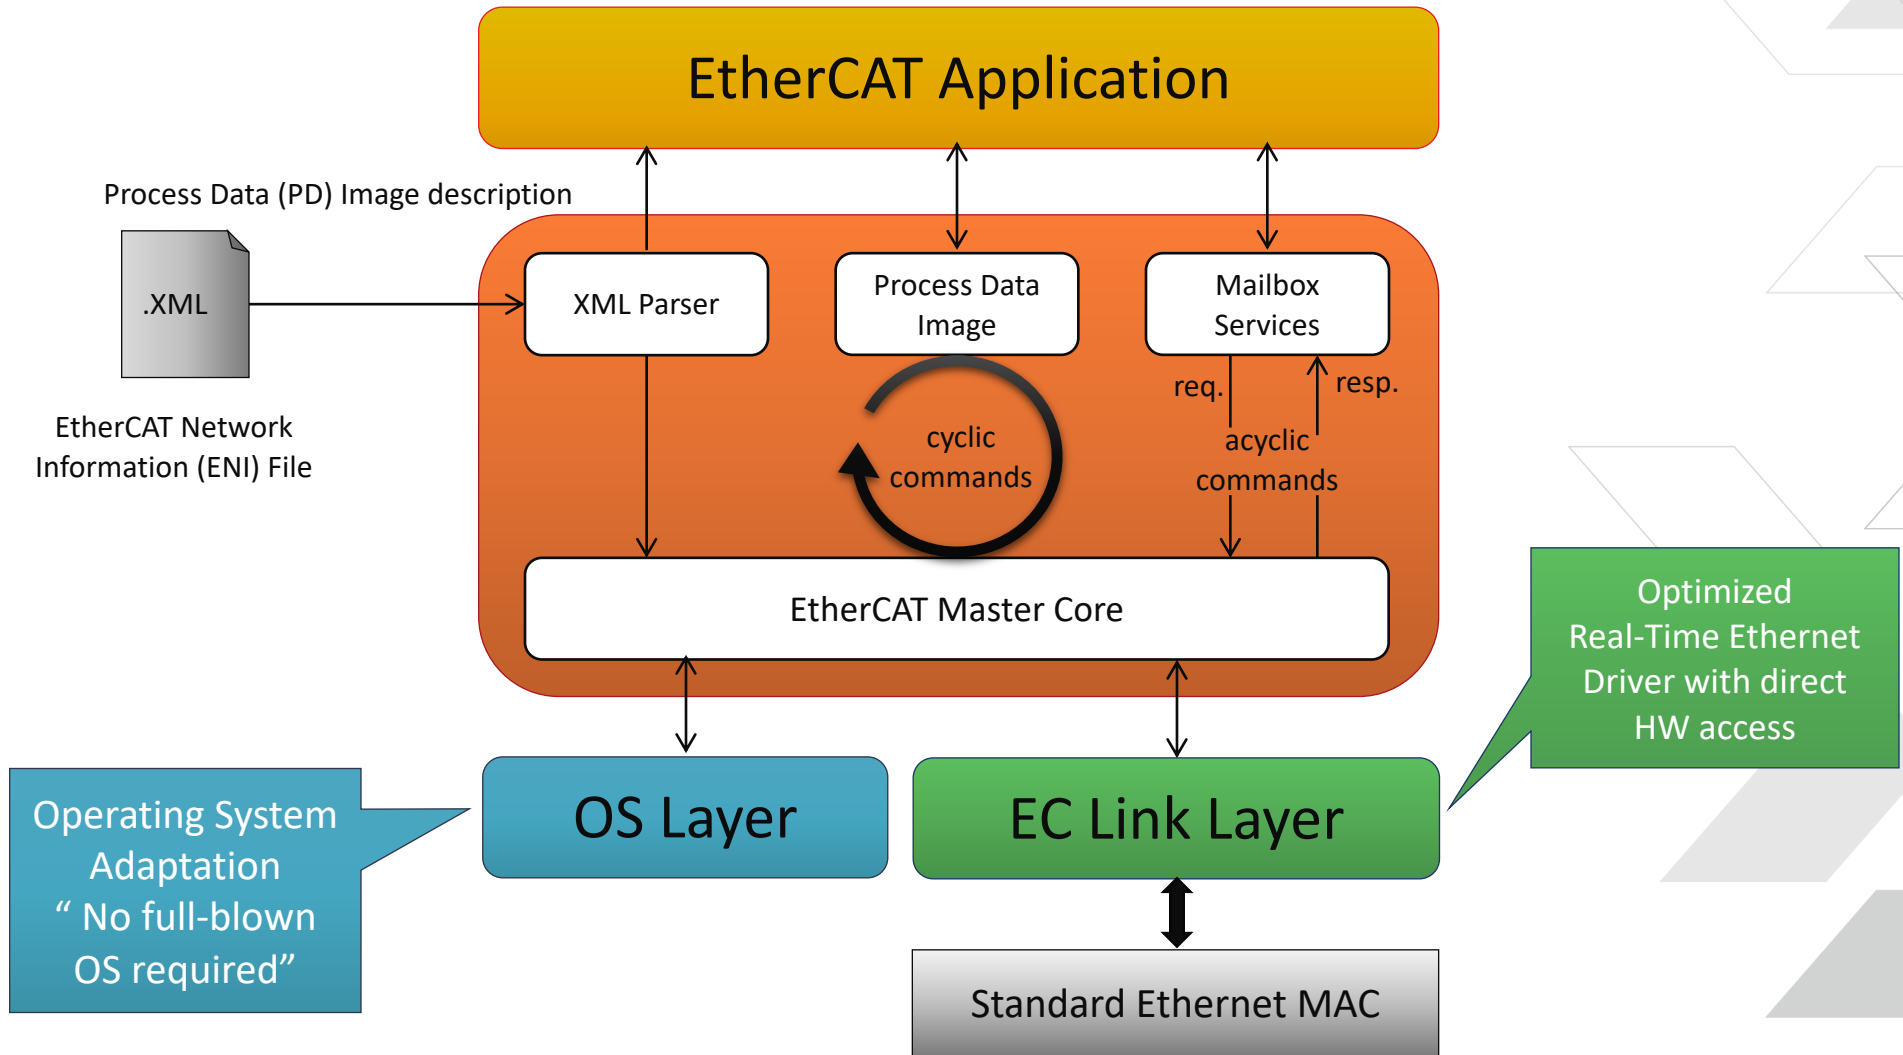 EtherCAT Application
Process Data (PD) Image description
.XML
XML Parser
Process Data
Image
Mailbox
Services
req.
resp.
EtherCAT Network
Information (ENI) File
cyclic
commands
acyclic
commands
EtherCAT Master Core
Optimized
Real-Time Ethernet
Driver with direct
HW access
Operating System
Adaptation
“ No full-blown
OS required”
OS Layer
EC Link Layer
Standard Ethernet MAC